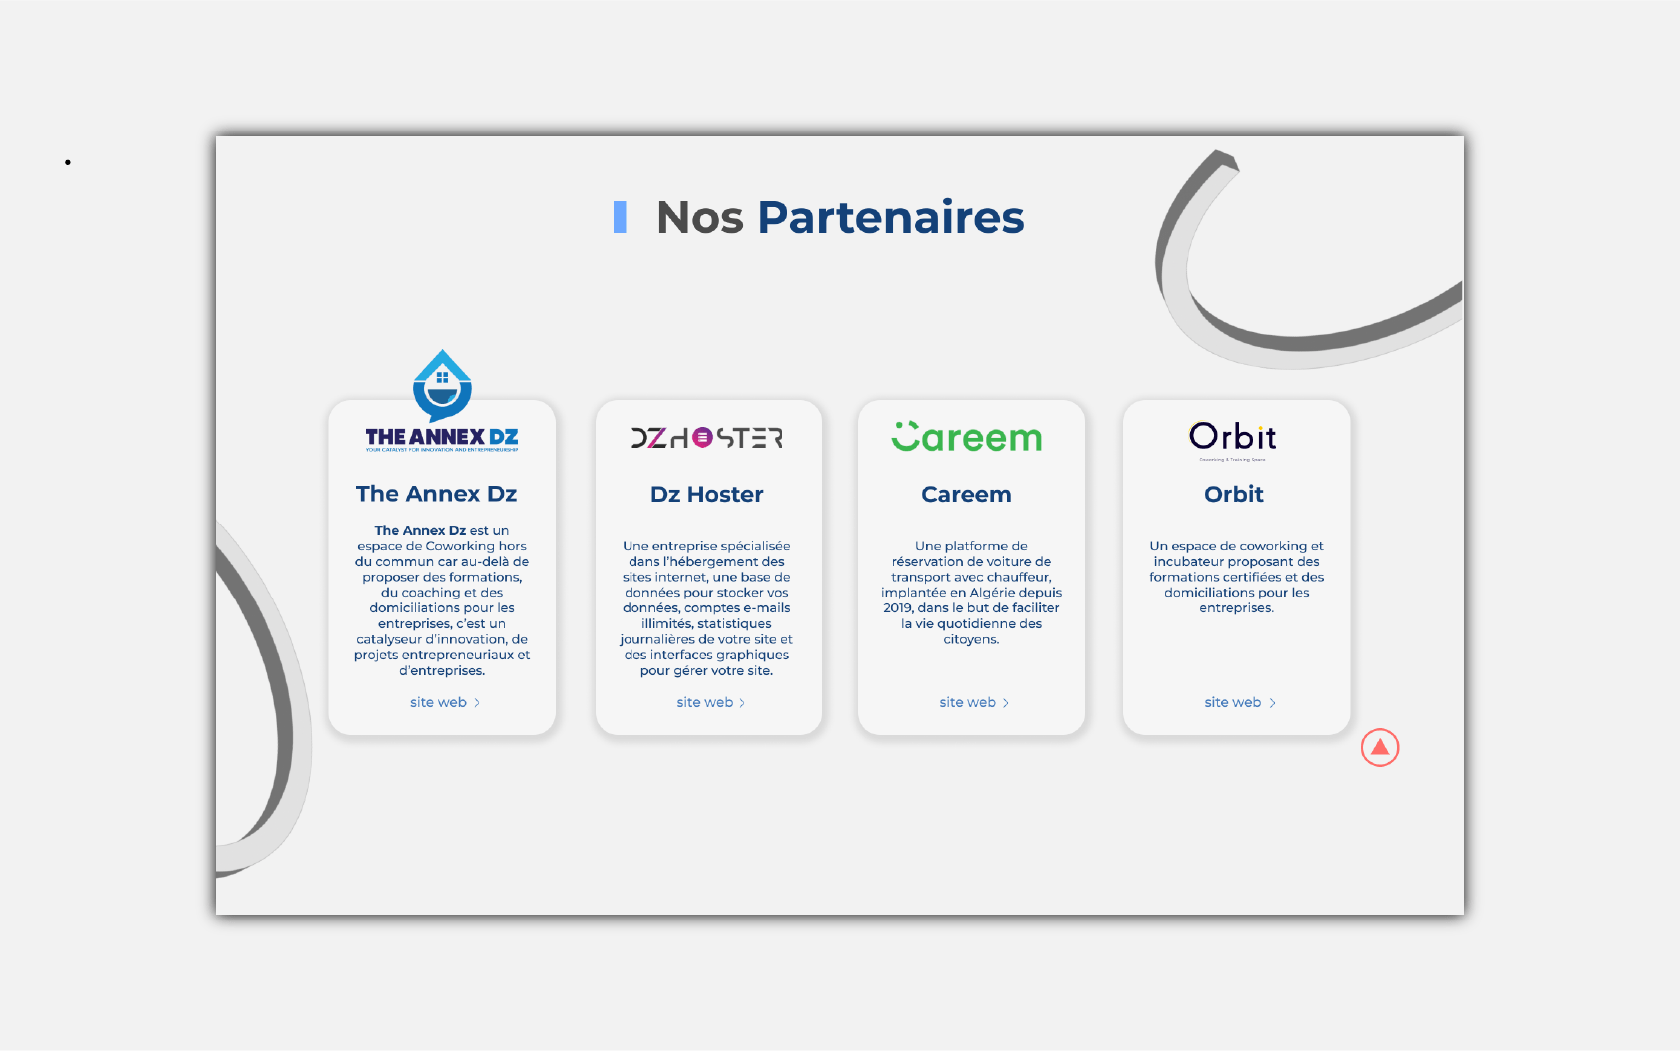 Nos Partenaires
THE ANNEX DZ
YOUR CATALYST FOR INNOVATION AND ENTREPRENEURSHIP
The Annex Dz
The Annex Dz est un
espace de Coworking hors
du commun car au-delà de
proposer des formations,
du coaching et des
domiciliations pour les
entreprises, c'est un
catalyseur d'innovation, de
projets entrepreneuriaux et
d'entreprises.
site web
DZHOSTER
Dz Hoster
Une entreprise spécialisée
dans l'hébergement des
sites internet, une base de
données pour stocker vos
données, comptes e-mails
illimités, statistiques
journalières de votre site et
des interfaces graphiques
pour gérer votre site.
site web
Careem
Careem
Une platforme de
réservation de voiture de
transport avec chauffeur,
implantée en Algérie depuis
2019, dans le but de faciliter
la vie quotidienne des
citoyens.
site web
Orbit
Coworking & Training Space
Orbit
Un espace de coworking et
incubateur proposant des
formations certifiées et des
domiciliations pour les
entreprises.
site web